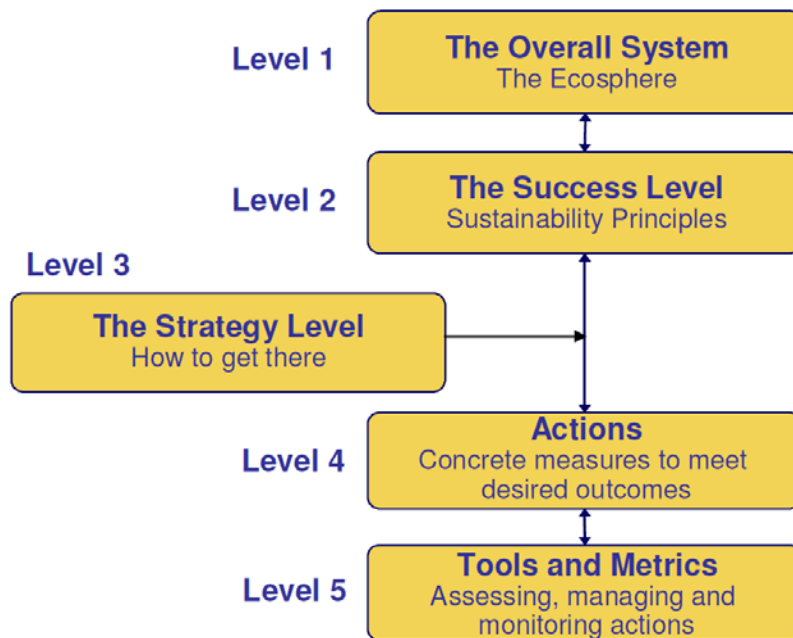 Level 1
The Overall System
The Ecosphere
Level 2
The Success Level
Sustainability Principles
Level 3
The Strategy Level
How to get there
Level 4
Actions
Concrete measures to meet
desired outcomes
Level 5
Tools and Metrics
Assessing, managing and
monitoring actions